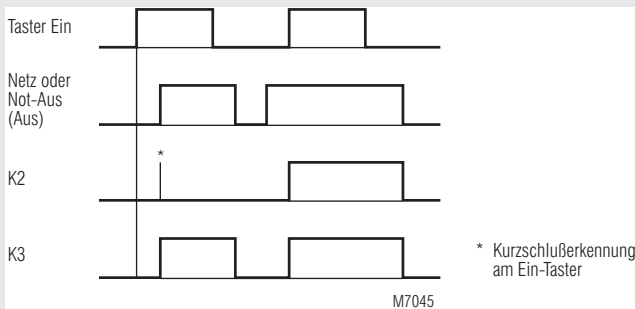 Taster Ein
Netz oder
Not-Aus
(Aus)
*
K2
K3
* Kurzschlußerkennung
am Ein-Taster
M7045